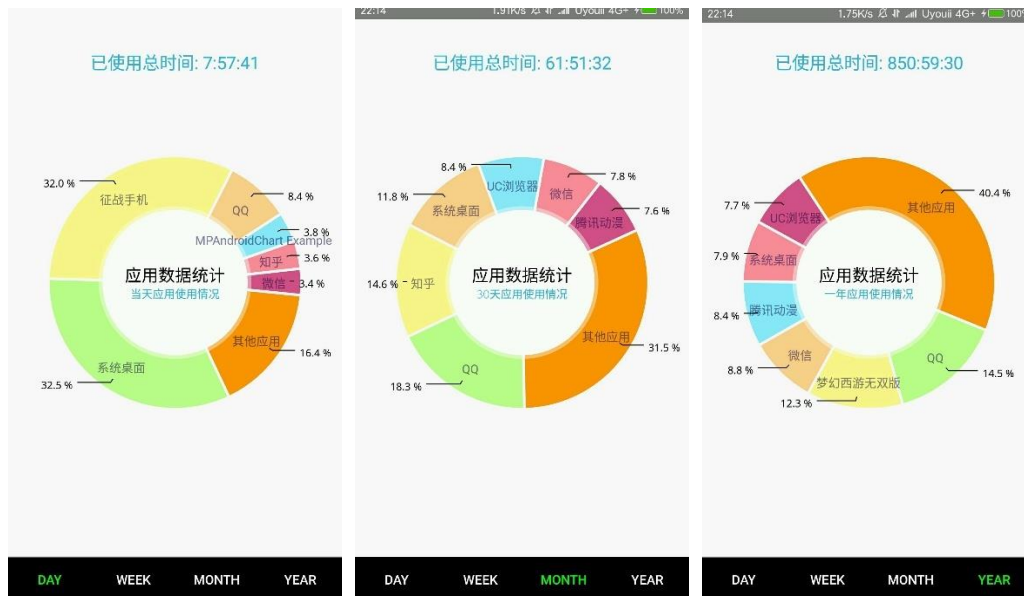 已使用总时间: 7:57:41
32.0 %
征战手机
QQ
8.4 %
3.8 %
MPAndroidChart Example
知乎
3.6 %
微信
3.4 %
应用数据统计
当天应用使用情况
其他应用
16.4 %
系统桌面
32.5 %
DAY
WEEK
MONTH
YEAR
22:14
1.91K/s
Uyouii 4G+
100%
已使用总时间: 61:51:32
8.4 %
UC浏览器
微信
7.8 %
11.8 %
系统桌面
腾讯动漫
7.6 %
14.6 %
知乎
应用数据统计
30天应用使用情况
其他应用
31.5 %
18.3 %
QQ
DAY
WEEK
MONTH
YEAR
22:14
1.75K/s
Uyouii 4G+
100%
已使用总时间: 850:59:30
40.4 %
其他应用
7.7 %
UC浏览器
7.9 %
系统桌面
应用数据统计
一年应用使用情况
8.4 %
腾讯动漫
微信
8.8 %
QQ
14.5 %
梦幻西游无双版
12.3 %
DAY
WEEK
MONTH
YEAR